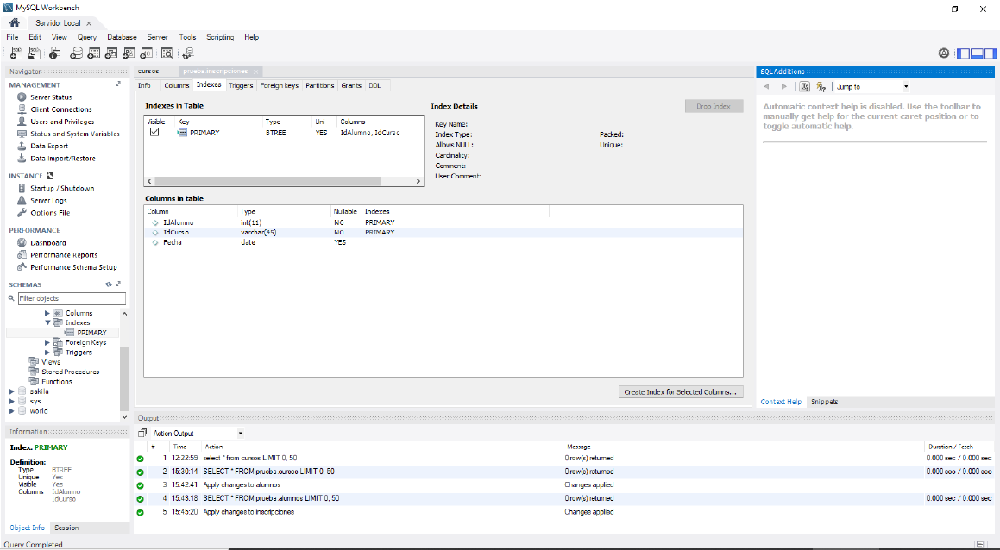 MySQL Workbench
Servidor Local
File Edit View Query Database Server Tools Scripting Help
Navigator
MANAGEMENT
Server Status
Client Connections
Users and Privileges
Status and System Variables
Data Export
Data Import/Restore
INSTANCE
Startup / Shutdown
Server Logs
Options File
PERFORMANCE
Dashboard
Performance Reports
Performance Schema Setup
SCHEMAS
Filter objects
Columns
Indexes
PRIMARY
Foreign Keys
Triggers
Views
Stored Procedures
Functions
sakila
sys
world
Information
Index: PRIMARY
Definition:
Type BTREE
Unique Yes
Visible Yes
Columns IdAlumno
IdCurso
Object Info Session
Query Completed
cursos prueba.inscripciones
Info Columns Indexes Triggers Foreign keys Partitions Grants DDL
Indexes in Table
Visible Key Type Uni Columns
PRIMARY BTREE YES IdAlumno, IdCurso
Index Details
Drop Index
Key Name:
Index Type: Packed:
Allows NULL: Unique:
Cardinality:
Comment:
User Comment:
Columns in table
Column Type Nullable Indexes
IdAlumno int(11) NO PRIMARY
IdCurso varchar(45) NO PRIMARY
Fecha date YES
Create Index for Selected Columns...
SQLAdditions
Jump to
Automatic context help is disabled. Use the toolbar to
manually get help for the current caret position or to
toggle automatic help.
Context Help Snippets
Output
Action Output
# Time Action Message Duration / Fetch
1 12:22:59 select * from cursos LIMIT 0, 50 0 row(s) returned 0.000 sec / 0.000 sec
2 15:30:14 SELECT * FROM prueba.cursos LIMIT 0, 50 0 row(s) returned 0.000 sec / 0.000 sec
3 15:42:41 Apply changes to alumnos Changes applied
4 15:43:18 SELECT * FROM prueba.alumnos LIMIT 0, 50 0 row(s) returned 0.000 sec / 0.000 sec
5 15:45:20 Apply changes to inscripciones Changes applied